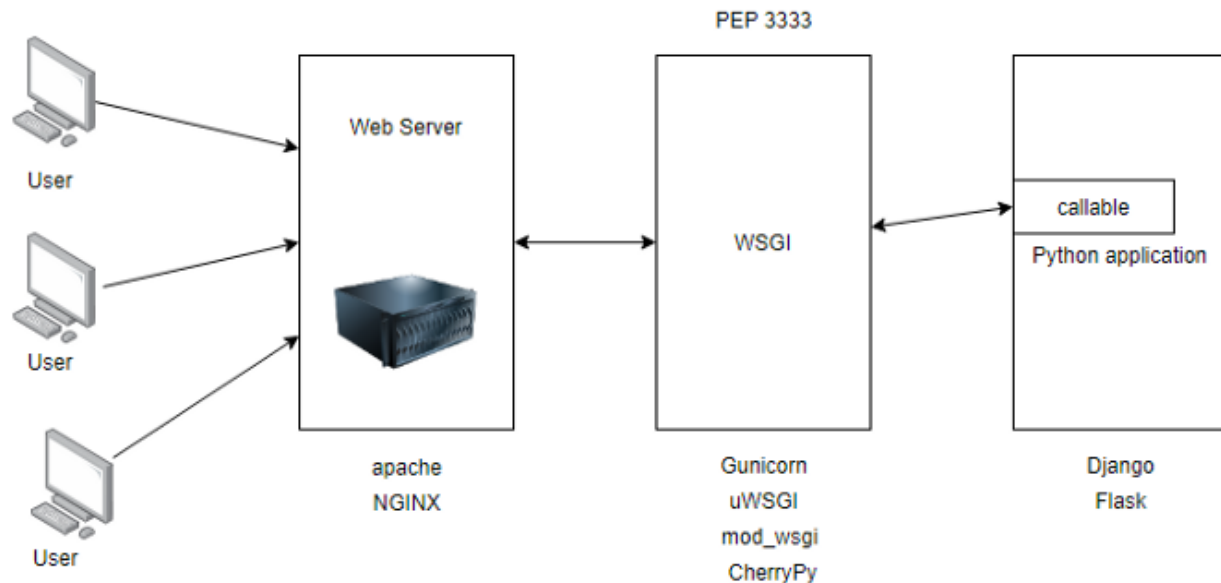 PEP 3333
User
User
User
Web Server
apache
NGINX
WSGI
Gunicorn
uWSGI
mod_wsgi
CherryPy
callable
Python application
Django
Flask